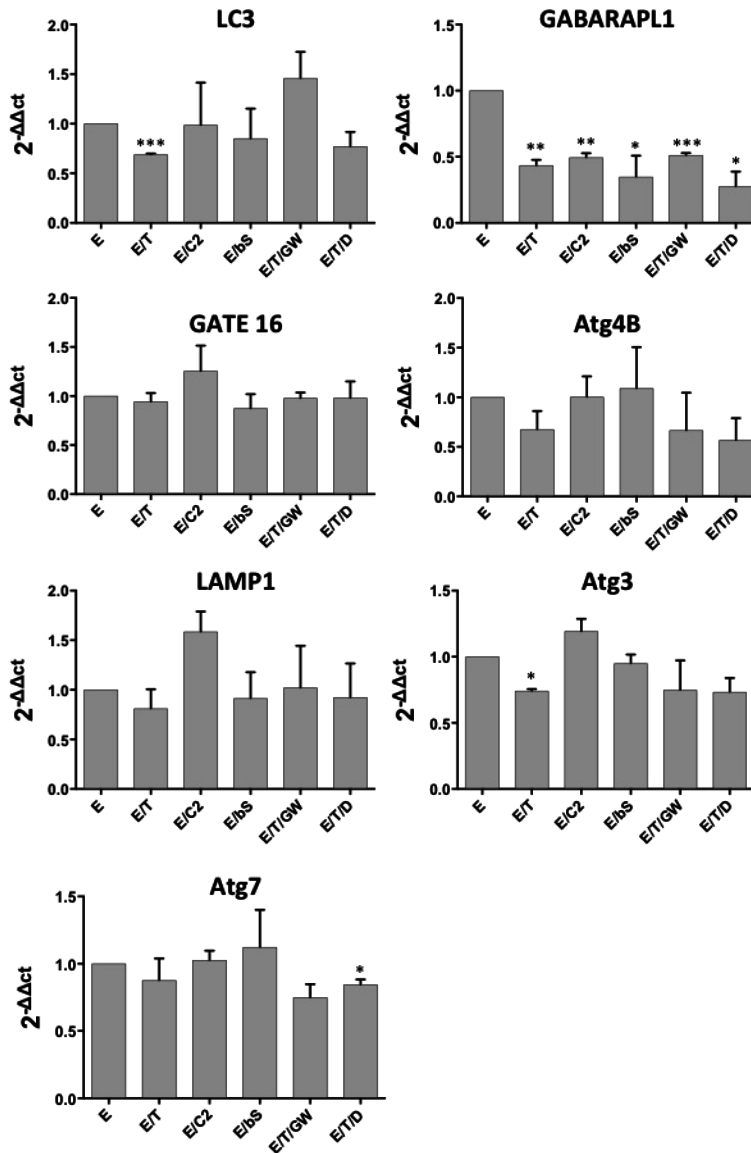 LC3
2^-ΔΔct
2.0
1.5
1.0
0.5
0.0
***
E
E/T
E/C2
E/bS
E/T/GW
E/T/D
GABARAPL1
2^-ΔΔct
1.5
1.0
0.5
0.0
**
**
*
***
*
E
E/T
E/C2
E/bS
E/T/GW
E/T/D
GATE 16
2^-ΔΔct
2.0
1.5
1.0
0.5
0.0
E
E/T
E/C2
E/bS
E/T/GW
E/T/D
Atg4B
2^-ΔΔct
2.0
1.5
1.0
0.5
0.0
E
E/T
E/C2
E/bS
E/T/GW
E/T/D
LAMP1
2^-ΔΔct
2.0
1.5
1.0
0.5
0.0
E
E/T
E/C2
E/bS
E/T/GW
E/T/D
Atg3
2^-ΔΔct
1.5
1.0
0.5
0.0
*
E
E/T
E/C2
E/bS
E/T/GW
E/T/D
Atg7
2^-ΔΔct
1.5
1.0
0.5
0.0
*
E
E/T
E/C2
E/bS
E/T/GW
E/T/D